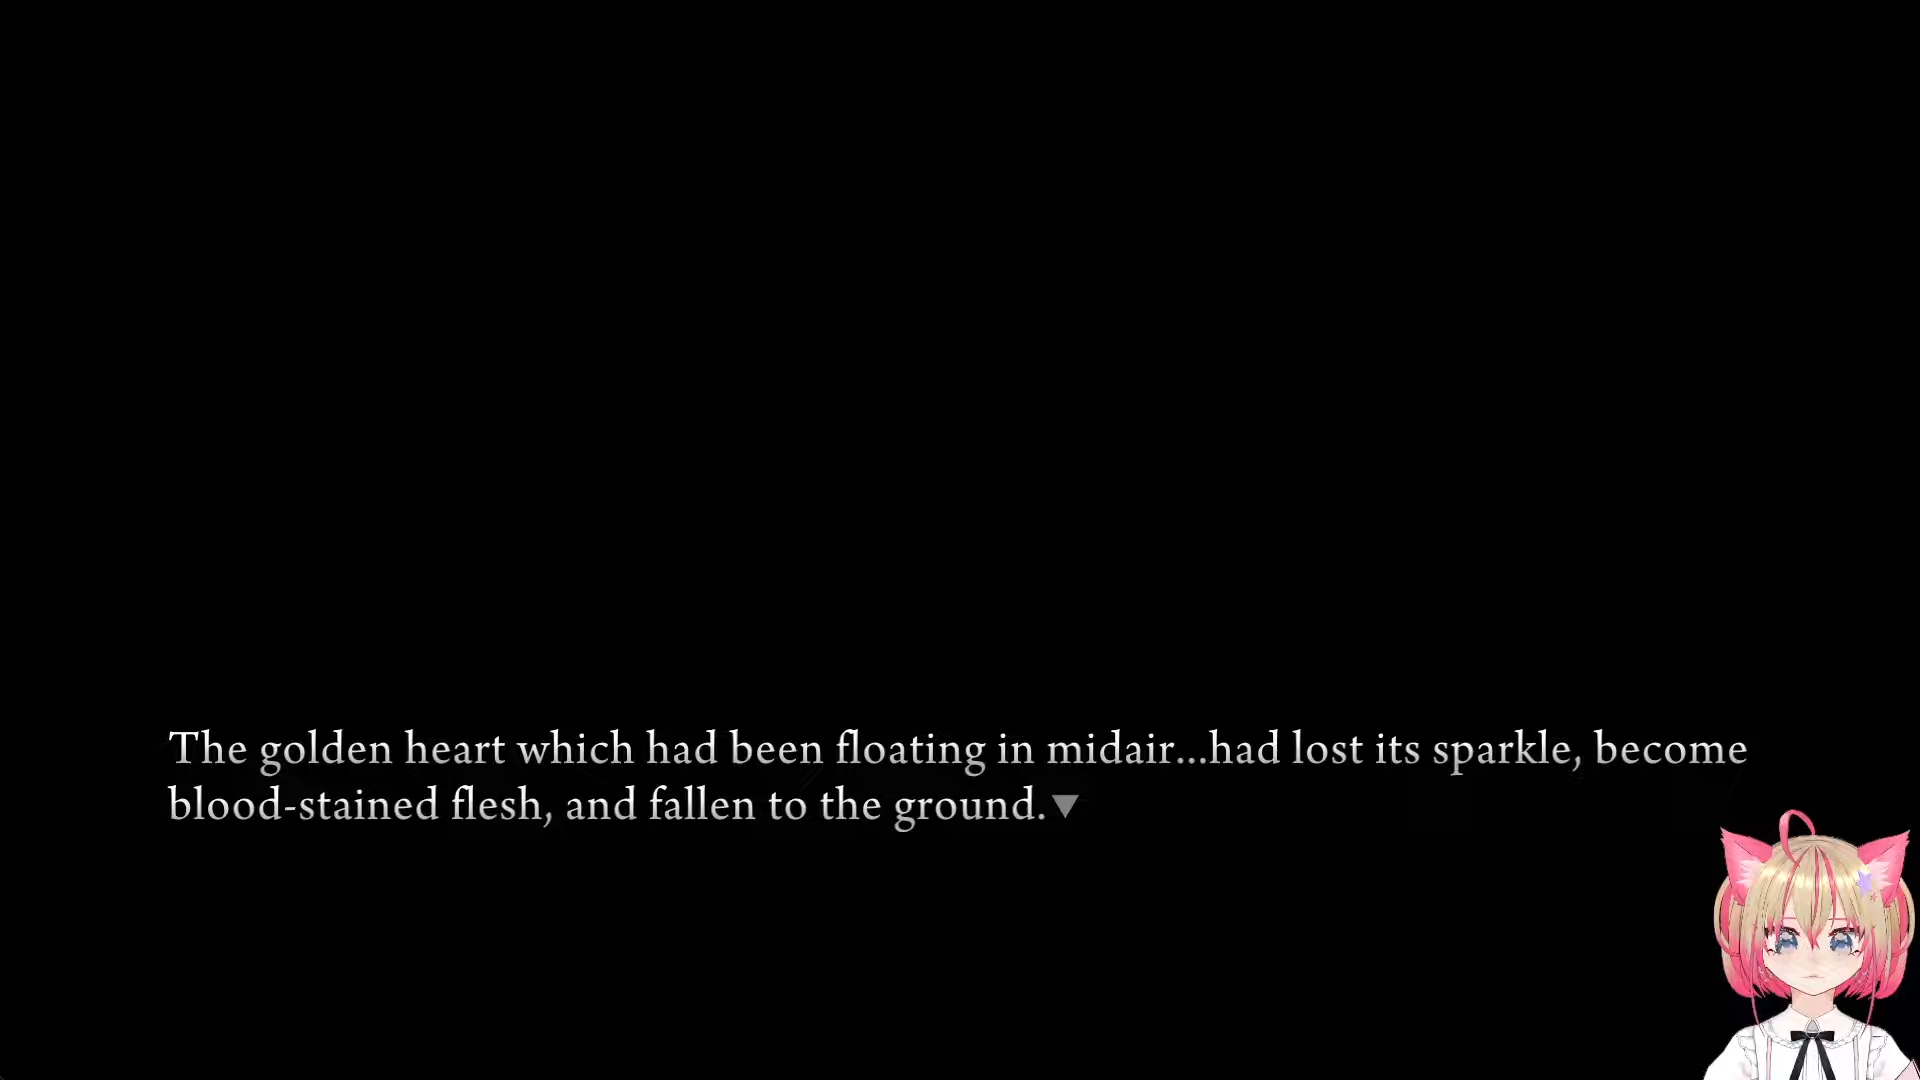 The golden heart which had been floating in midair...had lost its sparkle, become
blood-stained flesh, and fallen to the ground.